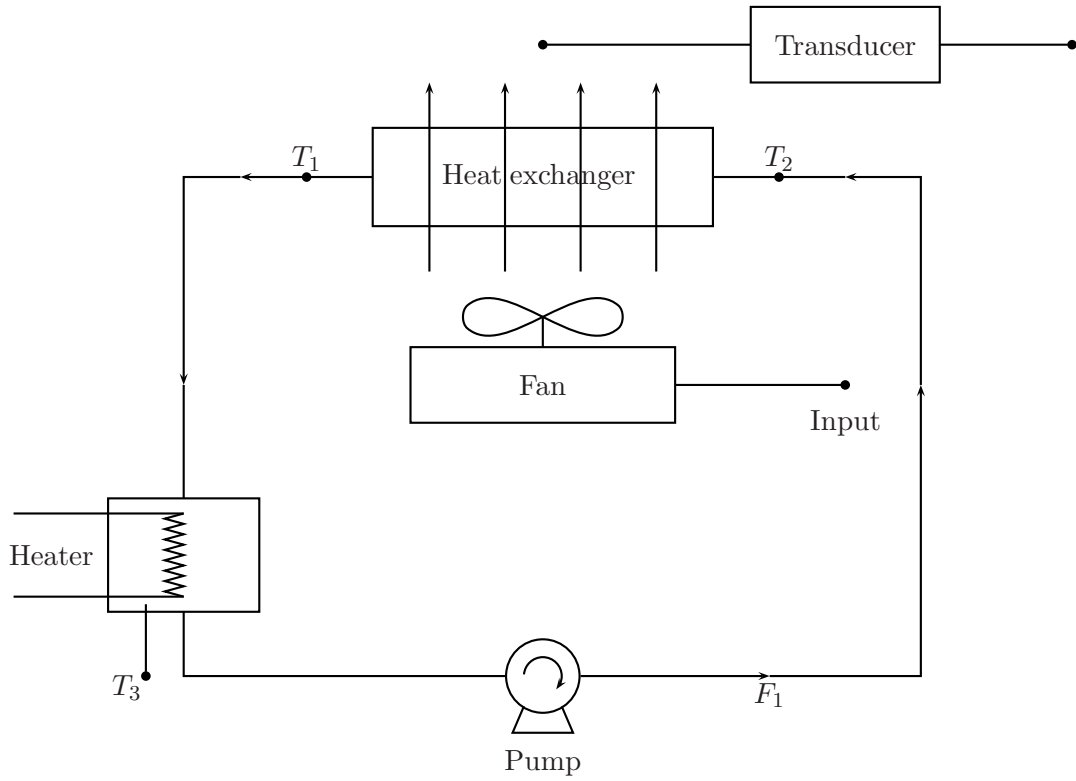 Transducer
T₁
Heat exchanger
T₂
Fan
Input
Heater
T₃
F₁
Pump